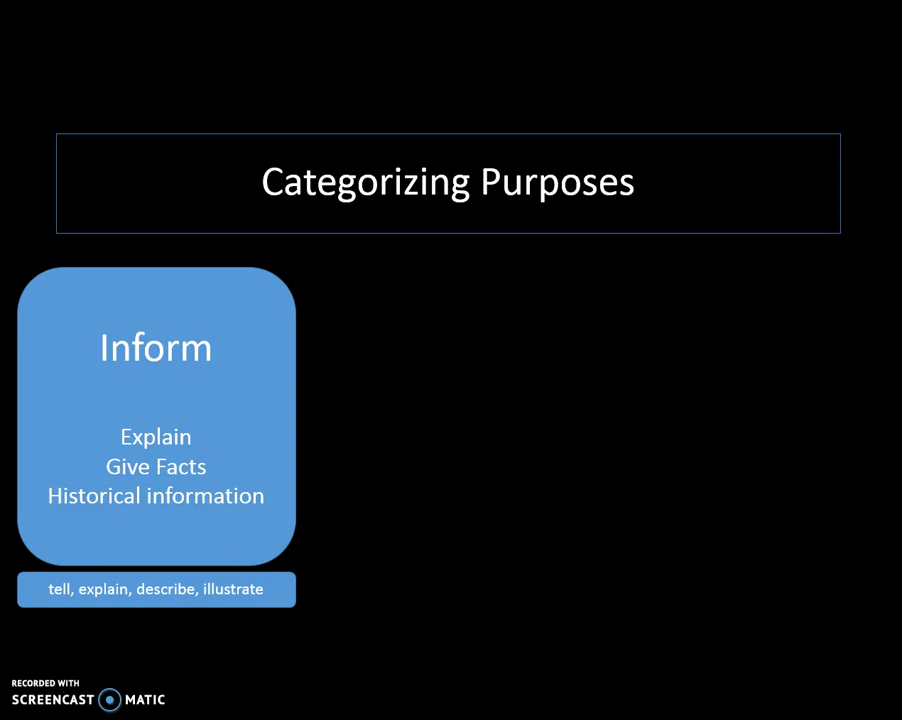 Categorizing Purposes
Inform
Explain
Give Facts
Historical information
tell, explain, describe, illustrate
RECORDED WITH
SCREENCAST MATIC